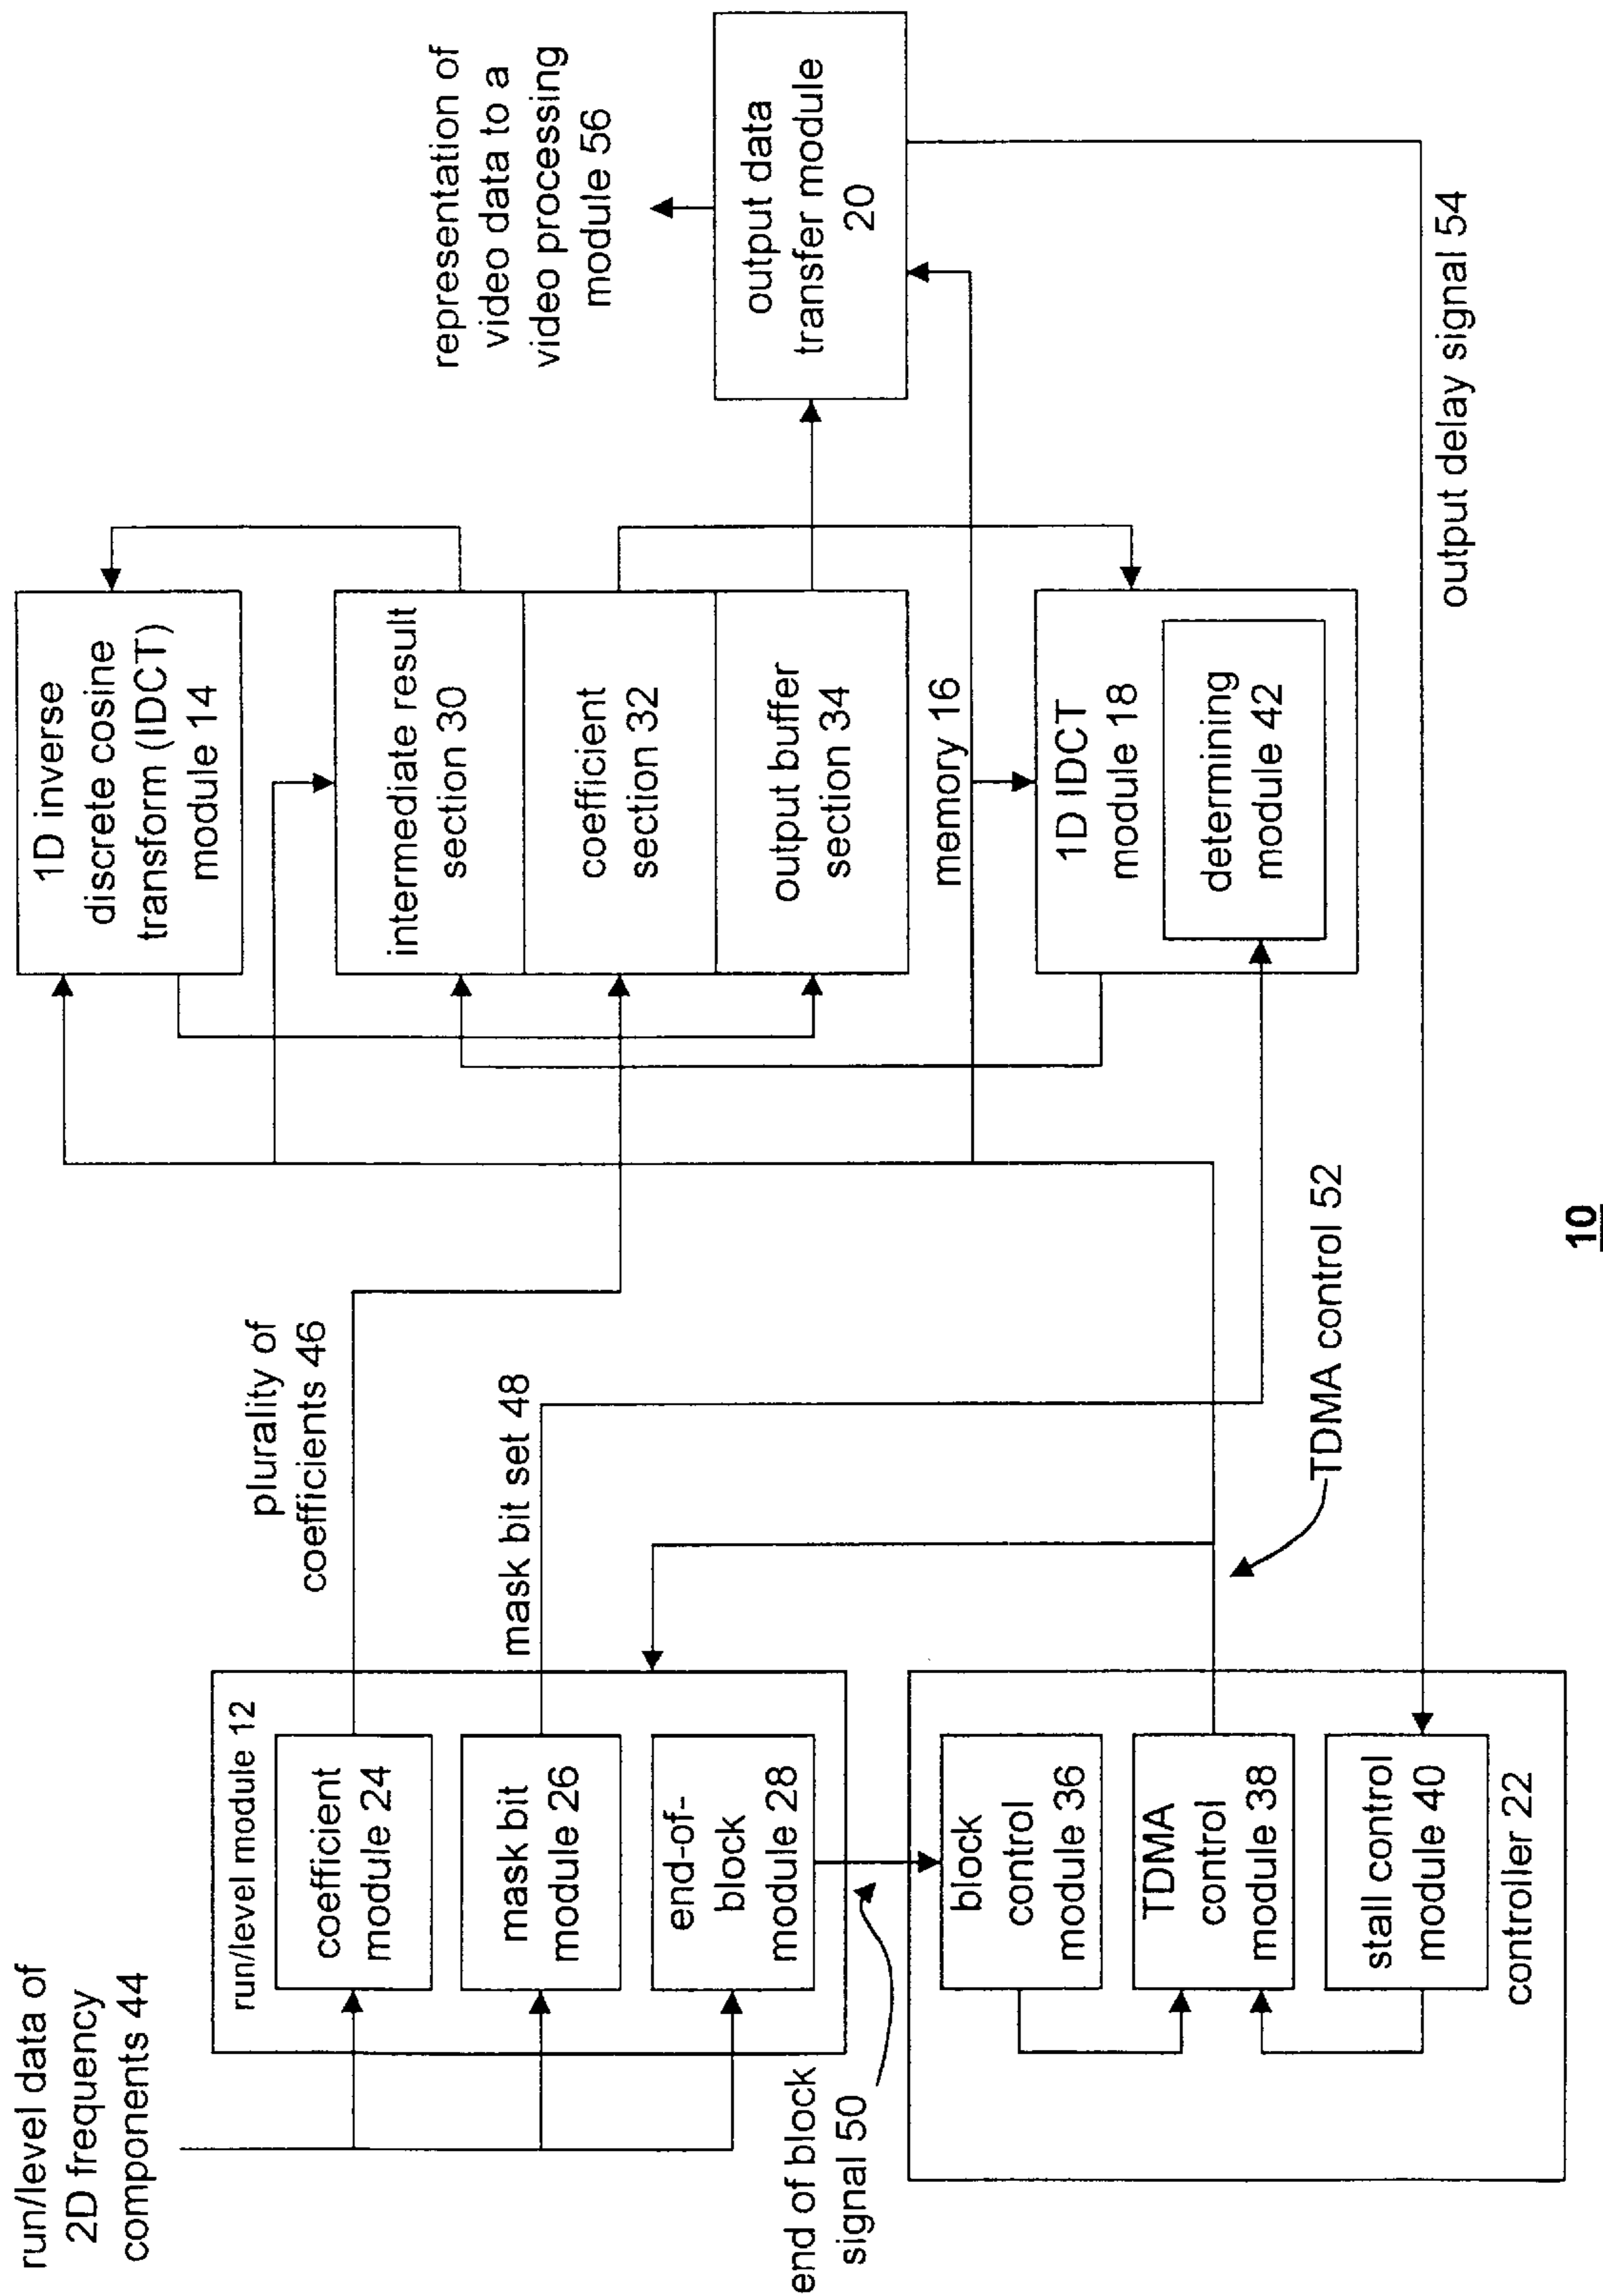 run/level data of
2D frequency
components 44
run/level module 12
coefficient
module 24
mask bit
module 26
end-of-
block
module 28
end of block
signal 50
block
control
module 36
TDMA
control
module 38
stall control
module 40
controller 22
plurality of
coefficients 46
mask bit set 48
TDMA control 52
1D inverse
discrete cosine
transform (IDCT)
module 14
intermediate result
section 30
coefficient
section 32
output buffer
section 34
memory 16
1D IDCT
module 18
determining
module 42
representation of
video data to a
video processing
module 56
output data
transfer module
20
output delay signal 54
10